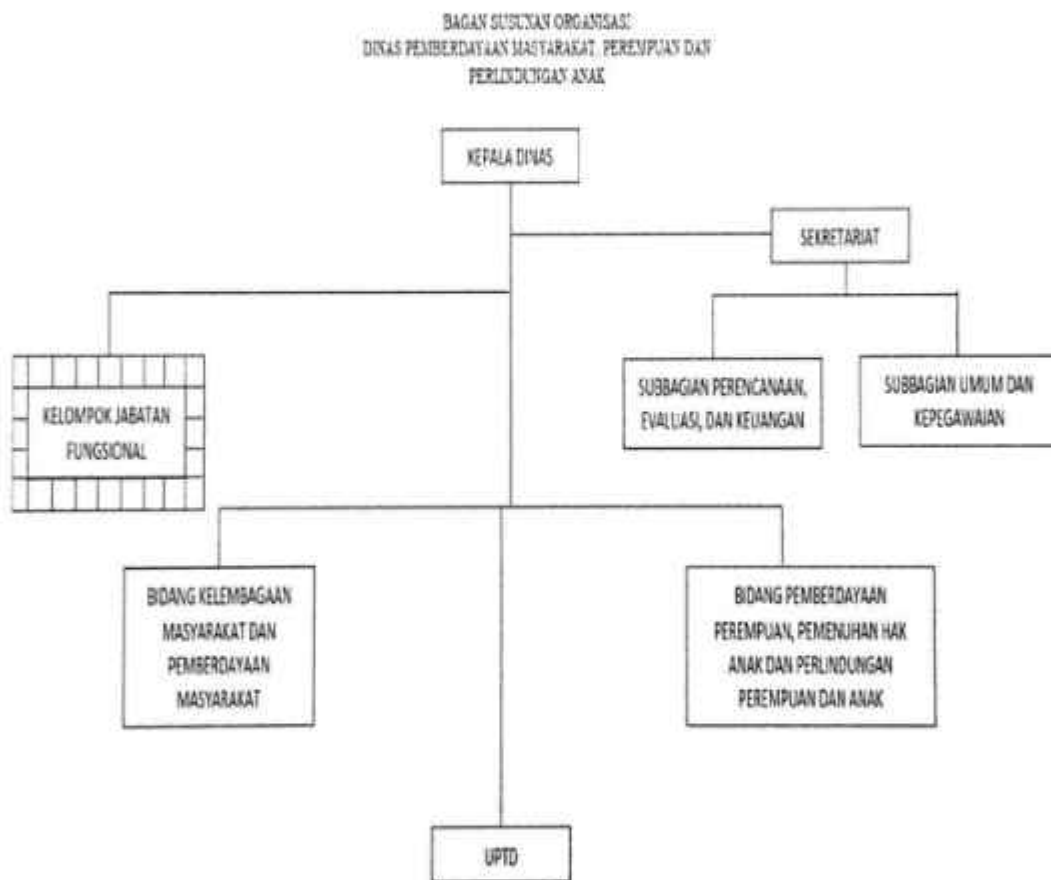 BAGAN SUSUNAN ORGANISASI
DINAS PEMBERDAYAAN MASYARAKAT, PEREMPUAN DAN
PERLINDUNGAN ANAK
KEPALA DINAS
SEKRETARIAT
SUBBAGIAN PERENCANAAN,
EVALUASI, DAN KEUANGAN
SUBBAGIAN UMUM DAN
KEPEGAWAIAN
KELOMPOK JABATAN
FUNGSIONAL
BIDANG KELEMBAGAAN
MASYARAKAT DAN
PEMBERDAYAAN
MASYARAKAT
BIDANG PEMBERDAYAAN
PEREMPUAN, PEMENUHAN HAK
ANAK DAN PERLINDUNGAN
PEREMPUAN DAN ANAK
UPTD